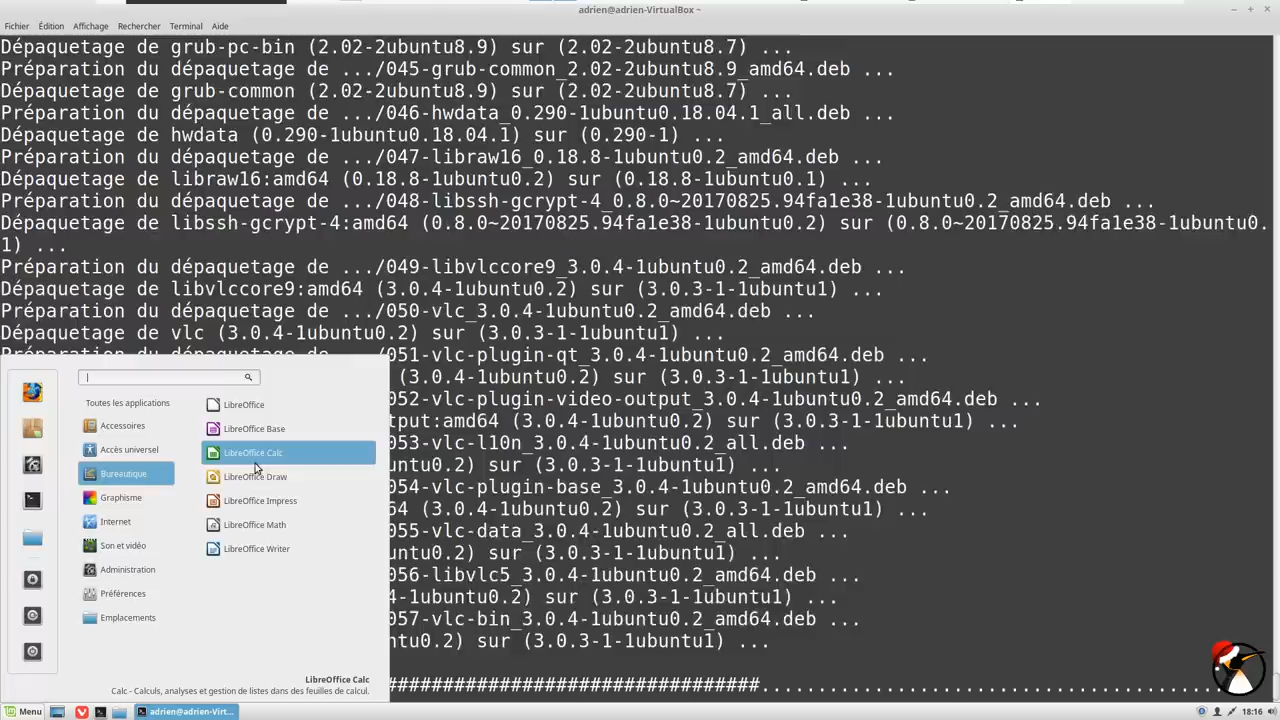 adrien@adrien-VirtualBox ~
Fichier Édition Affichage Rechercher Terminal Aide
Dépaquetage de grub-pc-bin (2.02-2ubuntu8.9) sur (2.02-2ubuntu8.7) ...
Préparation du dépaquetage de .../045-grub-common_2.02-2ubuntu8.9_amd64.deb ...
Dépaquetage de grub-common (2.02-2ubuntu8.9) sur (2.02-2ubuntu8.7) ...
Préparation du dépaquetage de .../046-hwdata_0.290-1ubuntu0.18.04.1_all.deb ...
Dépaquetage de hwdata (0.290-1ubuntu0.18.04.1) sur (0.290-1) ...
Préparation du dépaquetage de .../047-libraw16_0.18.8-1ubuntu0.2_amd64.deb ...
Dépaquetage de libraw16:amd64 (0.18.8-1ubuntu0.2) sur (0.18.8-1ubuntu0.1) ...
Préparation du dépaquetage de .../048-libssh-gcrypt-4_0.8.0~20170825.94fa1e38-1ubuntu0.2_amd64.deb ...
Dépaquetage de libssh-gcrypt-4:amd64 (0.8.0~20170825.94fa1e38-1ubuntu0.2) sur (0.8.0~20170825.94fa1e38-1ubuntu0.
1) ...
Préparation du dépaquetage de .../049-libvlccore9_3.0.4-1ubuntu0.2_amd64.deb ...
Dépaquetage de libvlccore9:amd64 (3.0.4-1ubuntu0.2) sur (3.0.3-1-1ubuntu1) ...
Préparation du dépaquetage de .../050-vlc_3.0.4-1ubuntu0.2_amd64.deb ...
Dépaquetage de vlc (3.0.4-1ubuntu0.2) sur (3.0.3-1-1ubuntu1) ...
Préparation du dépaquetage de .../051-vlc-plugin-qt_3.0.4-1ubuntu0.2_amd64.deb ...
(3.0.4-1ubuntu0.2) sur (3.0.3-1-1ubuntu1) ...
052-vlc-plugin-video-output_3.0.4-1ubuntu0.2_amd64.deb ...
tput:amd64 (3.0.4-1ubuntu0.2) sur (3.0.3-1-1ubuntu1) ...
053-vlc-l10n_3.0.4-1ubuntu0.2_all.deb ...
untu0.2) sur (3.0.3-1-1ubuntu1) ...
054-vlc-plugin-base_3.0.4-1ubuntu0.2_amd64.deb ...
64 (3.0.4-1ubuntu0.2) sur (3.0.3-1-1ubuntu1) ...
055-vlc-data_3.0.4-1ubuntu0.2_all.deb ...
untu0.2) sur (3.0.3-1-1ubuntu1) ...
056-libvlc5_3.0.4-1ubuntu0.2_amd64.deb ...
4-1ubuntu0.2) sur (3.0.3-1-1ubuntu1) ...
057-vlc-bin_3.0.4-1ubuntu0.2_amd64.deb ...
ntu0.2) sur (3.0.3-1-1ubuntu1) ...
#################################..........................................
Toutes les applications
Accessoires
Accès universel
Bureautique
Graphisme
Internet
Son et vidéo
Administration
Préférences
Emplacements
LibreOffice
LibreOffice Base
LibreOffice Calc
LibreOffice Draw
LibreOffice Impress
LibreOffice Math
LibreOffice Writer
LibreOffice Calc
Calc - Calculs, analyses et gestion de listes dans des feuilles de calcul.
Menu
adrien@adrien-Virt...
18:16